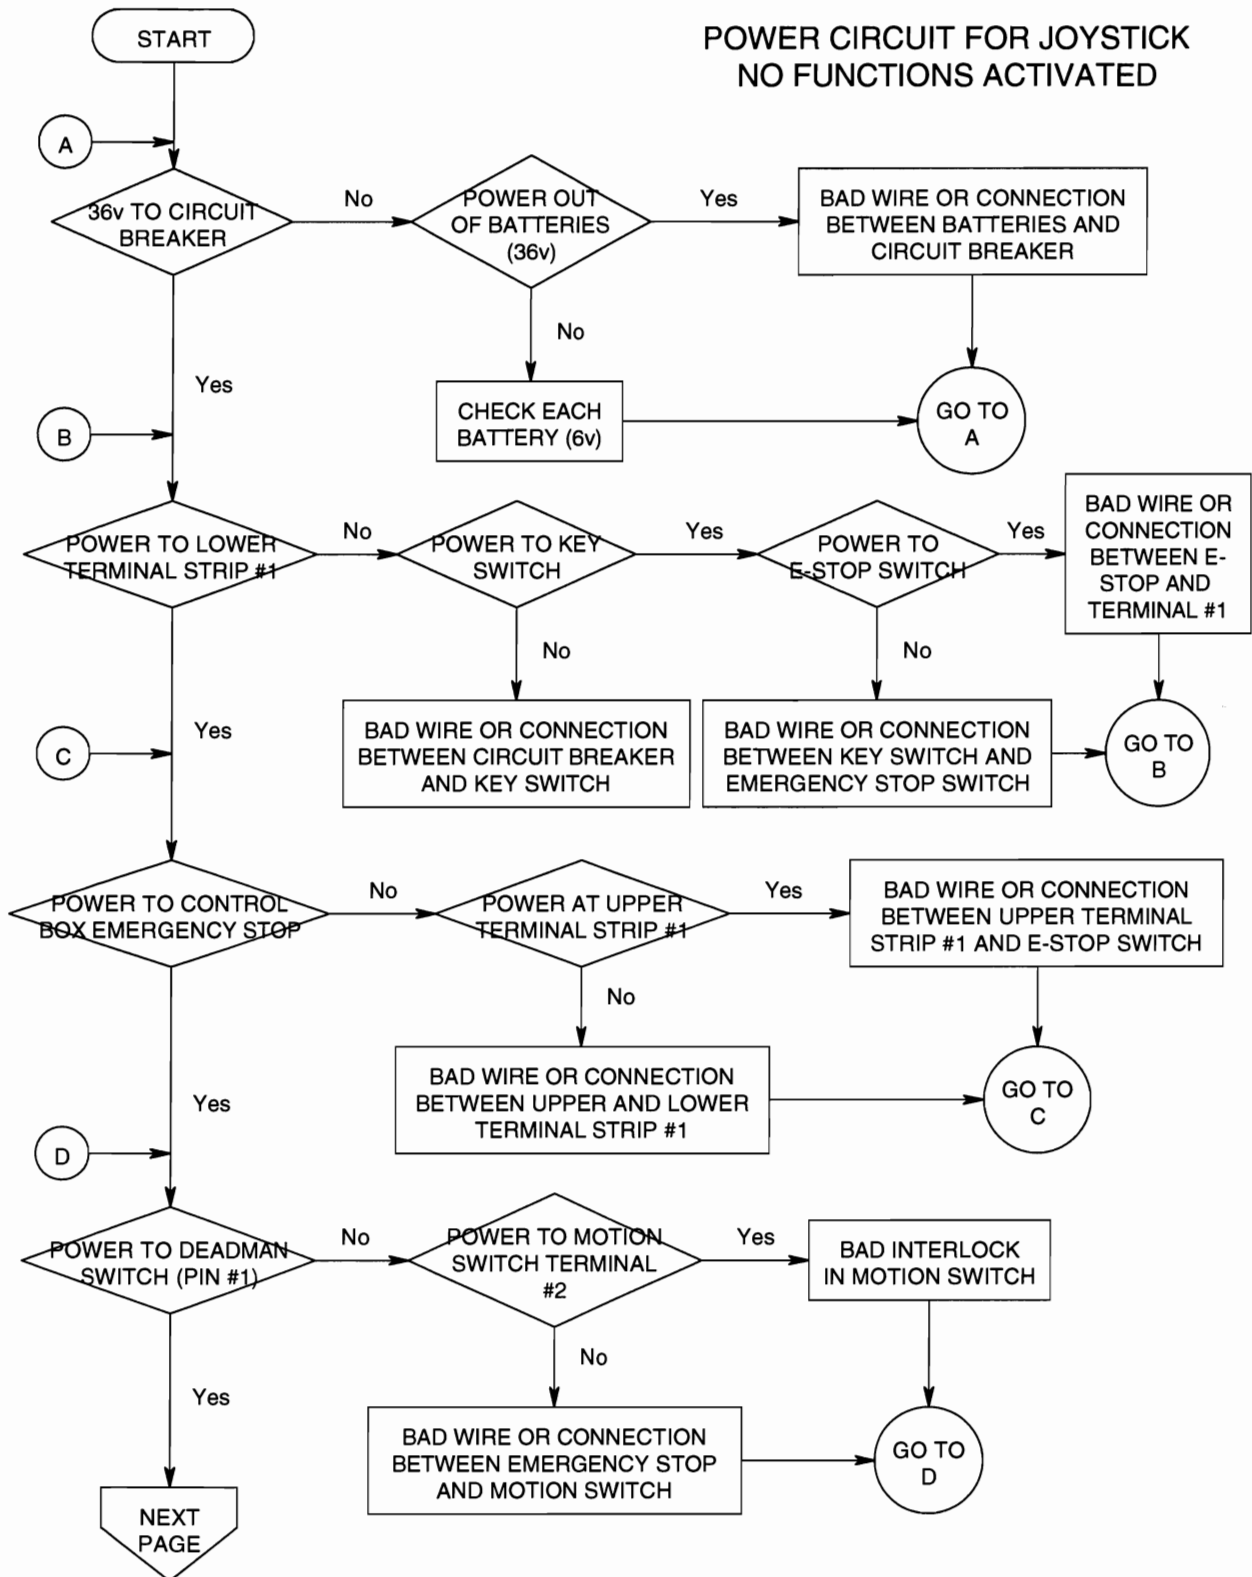 POWER CIRCUIT FOR JOYSTICK
NO FUNCTIONS ACTIVATED
START
A
36v TO CIRCUIT
BREAKER
No
POWER OUT
OF BATTERIES
(36v)
Yes
BAD WIRE OR CONNECTION
BETWEEN BATTERIES AND
CIRCUIT BREAKER
No
Yes
CHECK EACH
BATTERY (6v)
GO TO
A
B
POWER TO LOWER
TERMINAL STRIP #1
No
POWER TO KEY
SWITCH
Yes
POWER TO
E-STOP SWITCH
Yes
BAD WIRE OR
CONNECTION
BETWEEN E-
STOP AND
TERMINAL #1
No
No
Yes
C
BAD WIRE OR CONNECTION
BETWEEN CIRCUIT BREAKER
AND KEY SWITCH
BAD WIRE OR CONNECTION
BETWEEN KEY SWITCH AND
EMERGENCY STOP SWITCH
GO TO
B
POWER TO CONTROL
BOX EMERGENCY STOP
No
POWER AT UPPER
TERMINAL STRIP #1
Yes
BAD WIRE OR CONNECTION
BETWEEN UPPER TERMINAL
STRIP #1 AND E-STOP SWITCH
No
Yes
BAD WIRE OR CONNECTION
BETWEEN UPPER AND LOWER
TERMINAL STRIP #1
GO TO
C
D
POWER TO DEADMAN
SWITCH (PIN #1)
No
POWER TO MOTION
SWITCH TERMINAL
#2
Yes
BAD INTERLOCK
IN MOTION SWITCH
No
Yes
BAD WIRE OR CONNECTION
BETWEEN EMERGENCY STOP
AND MOTION SWITCH
GO TO
D
NEXT
PAGE